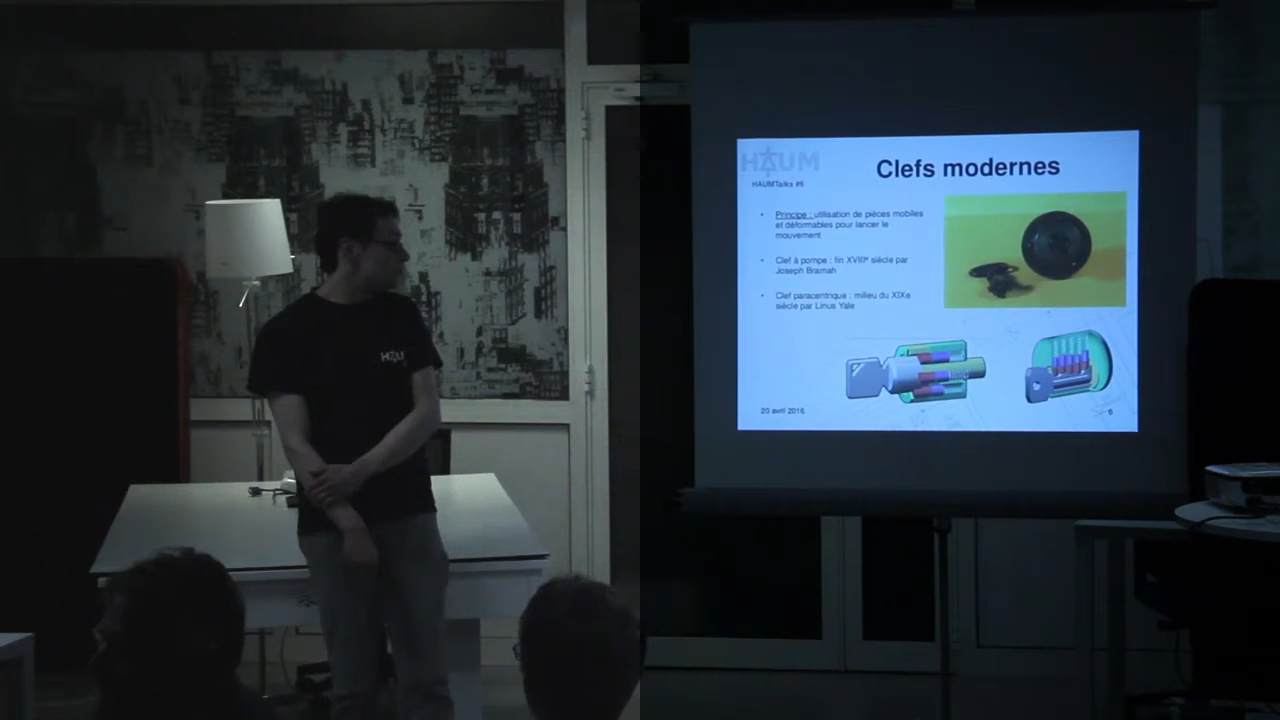 HAUM
HAUMTalks #6
Clefs modernes
Principe : utilisation de pièces mobiles
et déformables pour lancer le
mouvement
Clef à pompe : fin XVIIIᵉ siècle par
Joseph Bramah
Clef paracentrique : milieu du XIXe
siècle par Linus Yale
20 avril 2016
6
HAUM